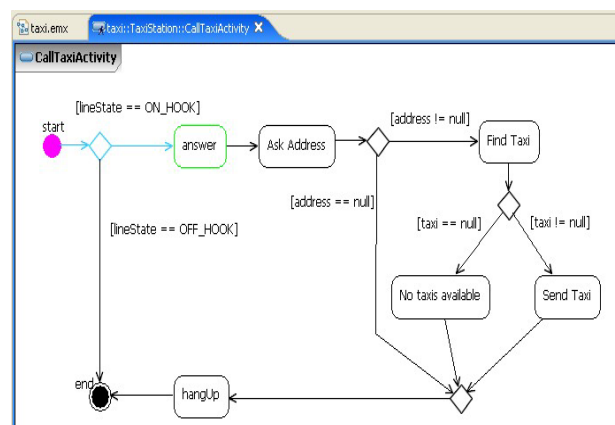 taxi.emx
taxi::TaxiStation::CallTaxiActivity
CallTaxiActivity
[lineState == ON_HOOK]
start
[address != null]
answer
Ask Address
Find Taxi
[address == null]
[lineState == OFF_HOOK]
[taxi == null]
[taxi != null]
No taxis available
Send Taxi
end
hangUp